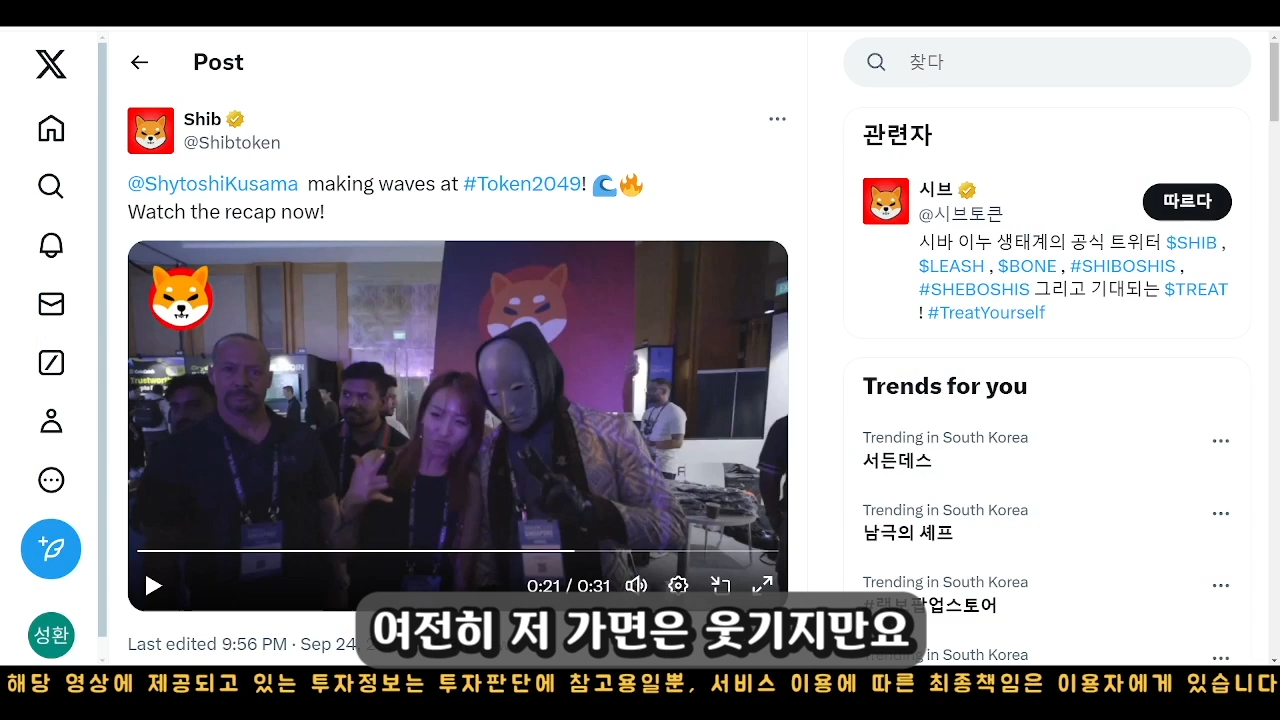 Post
찾다
Shib
@Shibtoken
@ShytoshiKusama making waves at #Token2049! 🌊🔥
Watch the recap now!
0:21 / 0:31
Last edited 9:56 PM · Sep 24, 2
관련자
시브
@시브토큰
따르다
시바 이누 생태계의 공식 트위터 $SHIB ,
$LEASH , $BONE , #SHIBOSHIS ,
#SHEBOSHIS 그리고 기대되는 $TREAT
! #TreatYourself
Trends for you
Trending in South Korea
서든데스
Trending in South Korea
남극의 셰프
Trending in South Korea
팝업스토어
Trending in South Korea
성환
여전히 저 가면은 웃기지만요
해당 영상에 제공되고 있는 투자정보는 투자판단에 참고용일뿐, 서비스 이용에 따른 최종책임은 이용자에게 있습니다